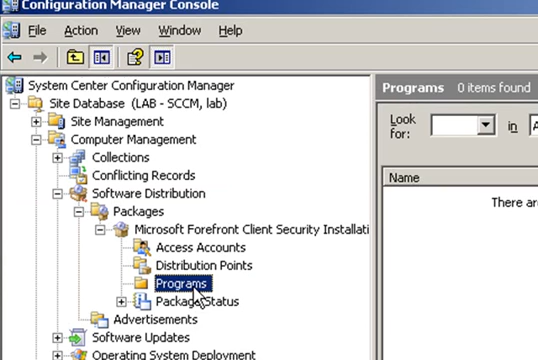 Configuration Manager Console
File Action View Window Help
System Center Configuration Manager
Site Database (LAB - SCCM, lab)
Site Management
Computer Management
Collections
Conflicting Records
Software Distribution
Packages
Microsoft Forefront Client Security Installati
Access Accounts
Distribution Points
Programs
Package Status
Advertisements
Software Updates
Operating System Deployment
Programs 0 items found
Look for: in A
Name
There ar